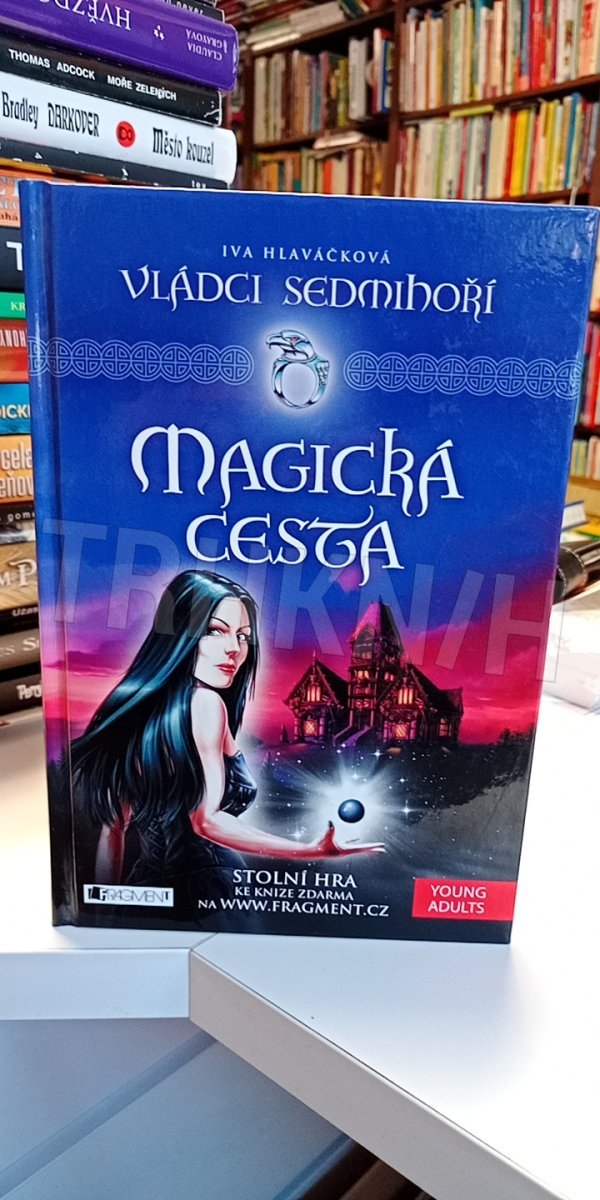 HVĚZD
CLAUDIA
GRAYOVÁ
THOMAS ADCOCK MOŘE ZELENÝCH
Bradley DARKOVER Město kouzel
IVA HLAVÁČKOVÁ
VLÁDCI SEDMIHOŘÍ
MAGICKÁ
CESTA
STOLNÍ HRA
KE KNIZE ZDARMA
NA WWW.FRAGMENT.CZ
FRAGMENT
YOUNG
ADULTS